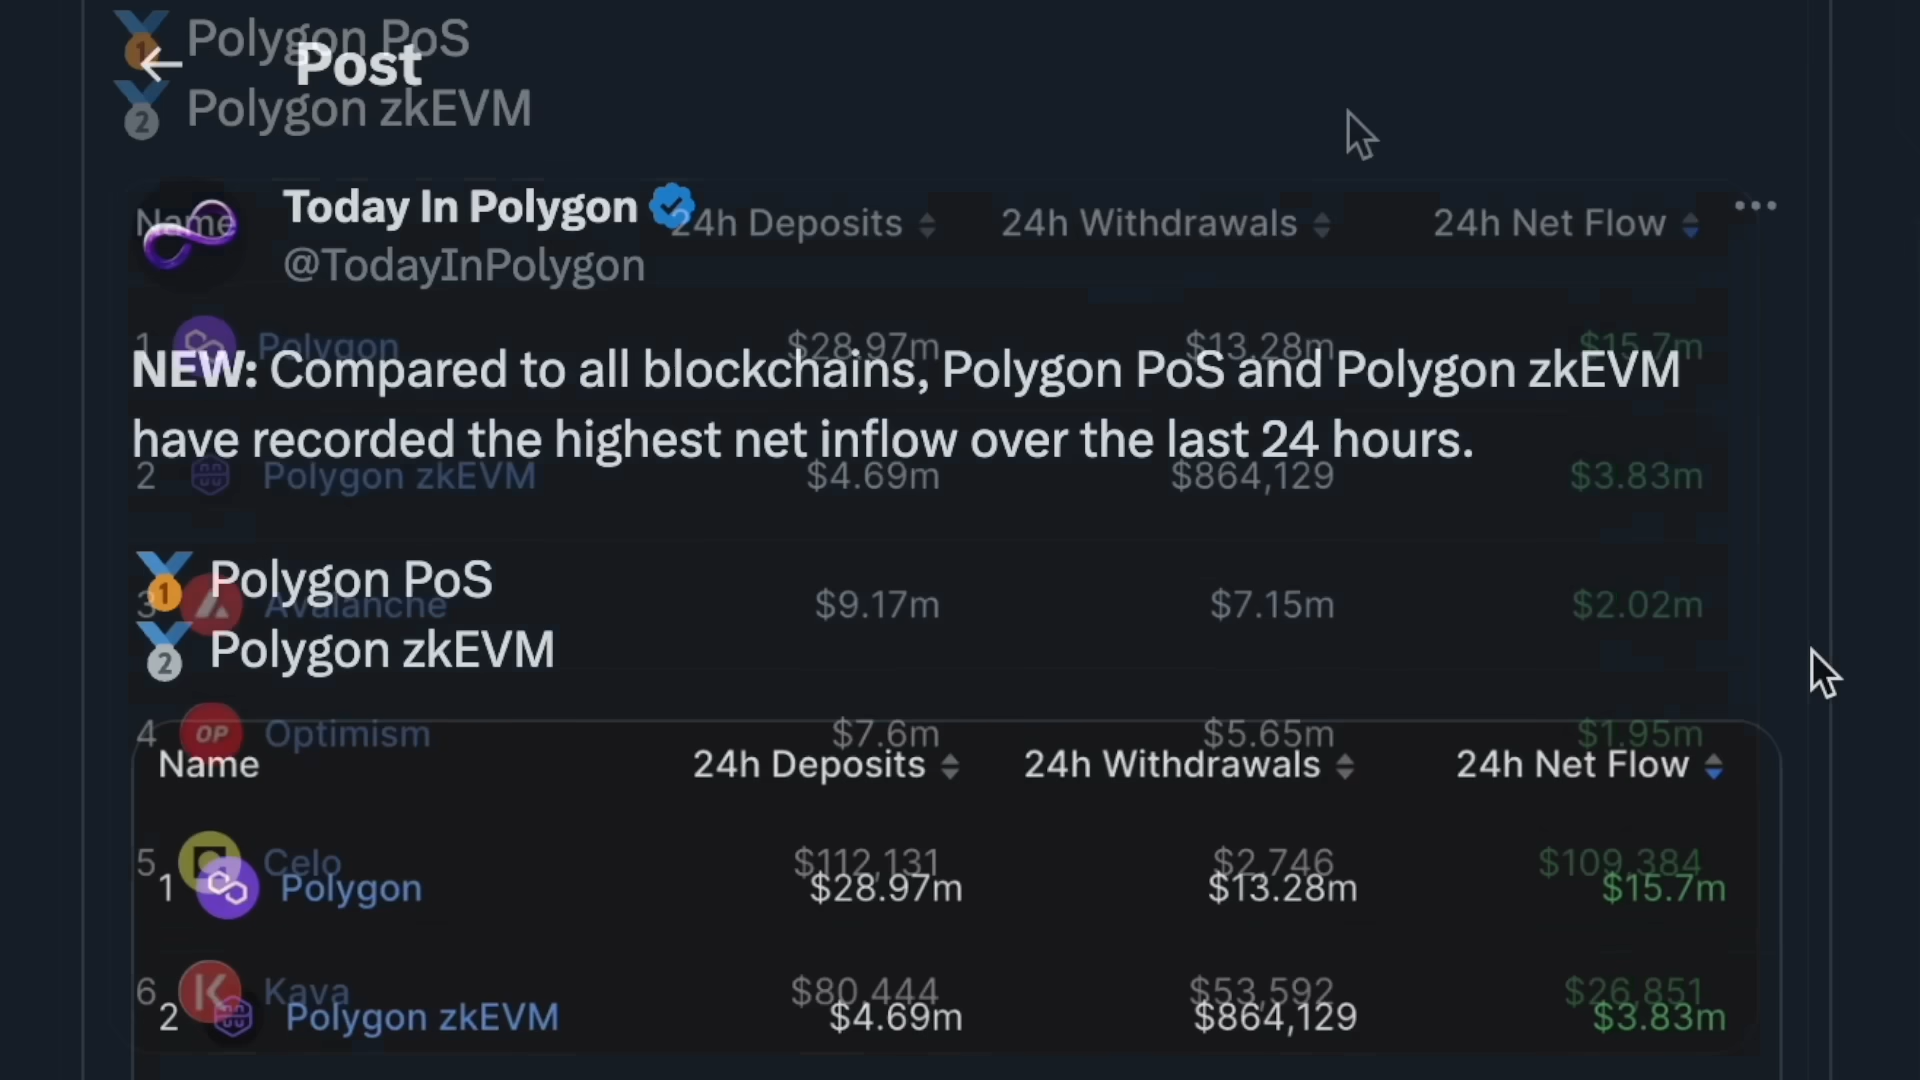 Polygon PoS
Post
Polygon zkEVM
Today In Polygon
@TodayInPolygon
Name 24h Deposits 24h Withdrawals 24h Net Flow
1 Polygon $28.97m $13.28m $15.7m
NEW: Compared to all blockchains, Polygon PoS and Polygon zkEVM
have recorded the highest net inflow over the last 24 hours.
2 Polygon zkEVM $4.69m $864,129 $3.83m
1 Polygon PoS
3 Avalanche $9.17m $7.15m $2.02m
2 Polygon zkEVM
4 OP Optimism $7.6m $5.65m $1.95m
Name 24h Deposits 24h Withdrawals 24h Net Flow
5 Celo $112,131 $2,746 $109,384
1 Polygon $28.97m $13.28m $15.7m
6 Kava $80,444 $53,592 $26,851
2 Polygon zkEVM $4.69m $864,129 $3.83m